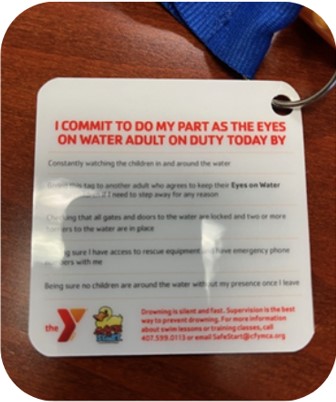 I COMMIT TO DO MY PART AS THE EYES
ON WATER ADULT ON DUTY TODAY BY
Constantly watching the children in and around the water
this tag to another adult who agrees to keep their Eyes on Water
if I need to step away for any reason
that all gates and doors to the water are locked and two or more
to the water are in place
sure I have access to rescue equipment have emergency phone
with me
Being sure no children are around the water without my presence once I leave
Drowning is silent and fast. Supervision is the best
way to prevent drowning. For more information
about swim lessons or training classes, call
407.599.0113 or email SafeStart@cfymca.org
the